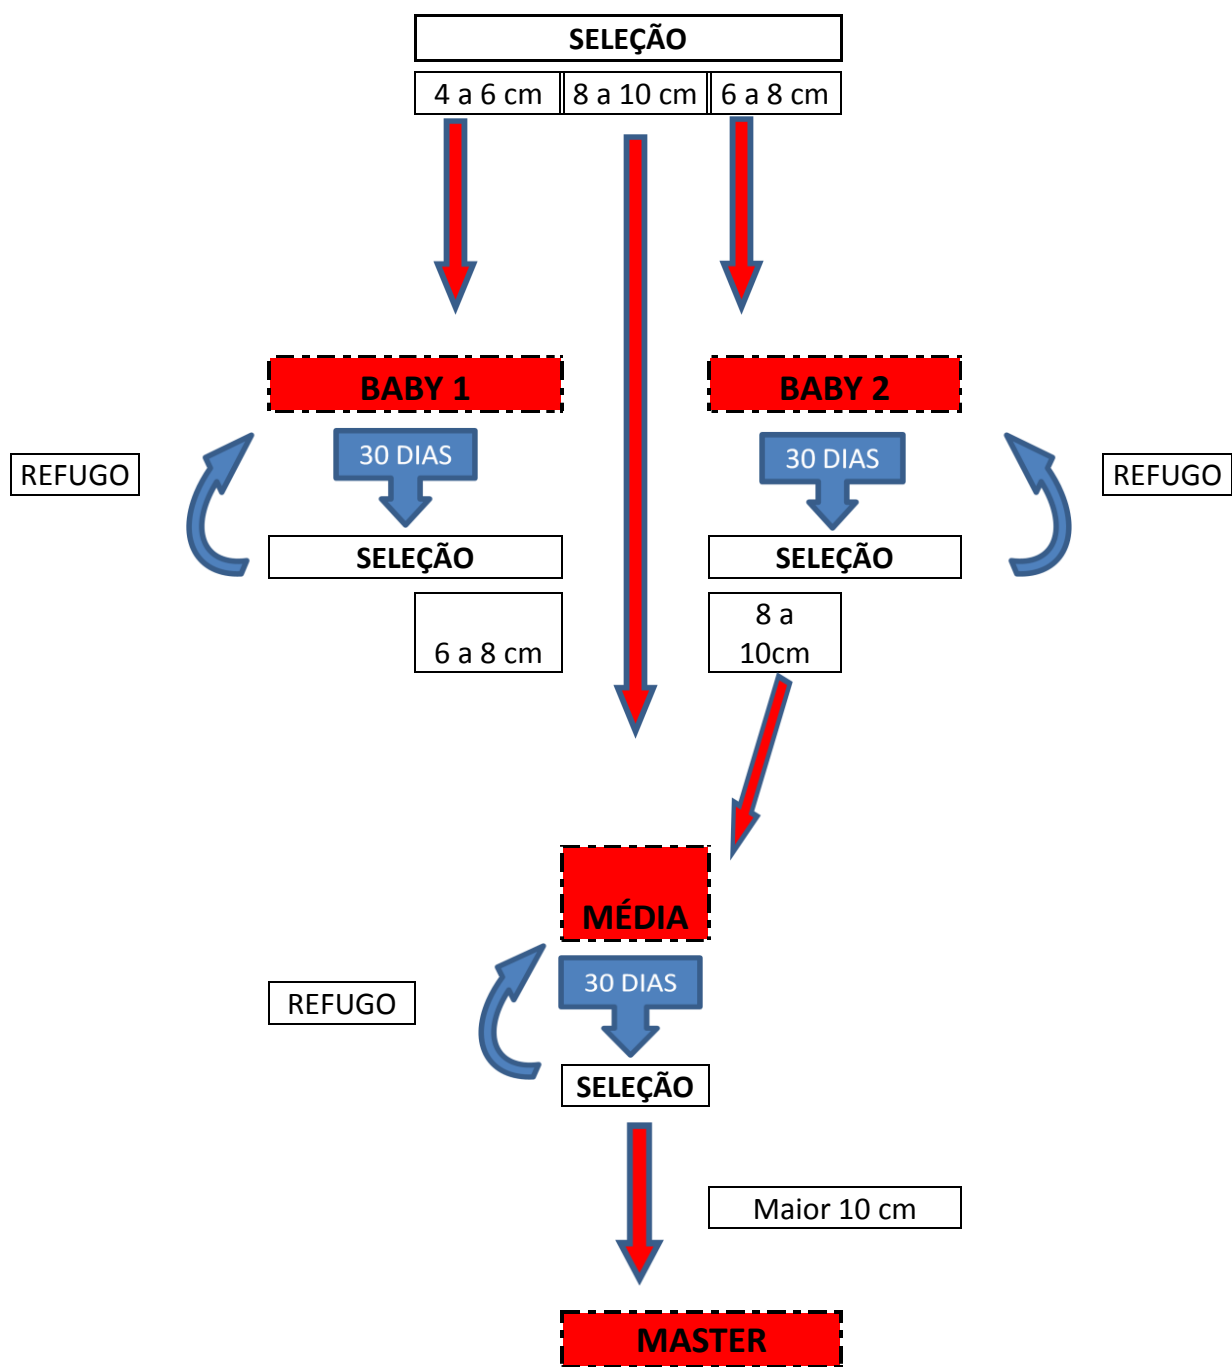 SELEÇÃO
4 a 6 cm
8 a 10 cm
6 a 8 cm
BABY 1
BABY 2
REFUGO
30 DIAS
30 DIAS
REFUGO
SELEÇÃO
SELEÇÃO
6 a 8 cm
8 a
10cm
MÉDIA
REFUGO
30 DIAS
SELEÇÃO
Maior 10 cm
MASTER